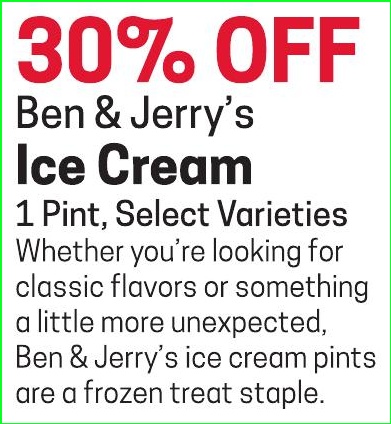 30% OFF
Ben & Jerry's
Ice Cream
1 Pint, Select Varieties
Whether you're looking for
classic flavors or something
a little more unexpected,
Ben & Jerry's ice cream pints
are a frozen treat staple.